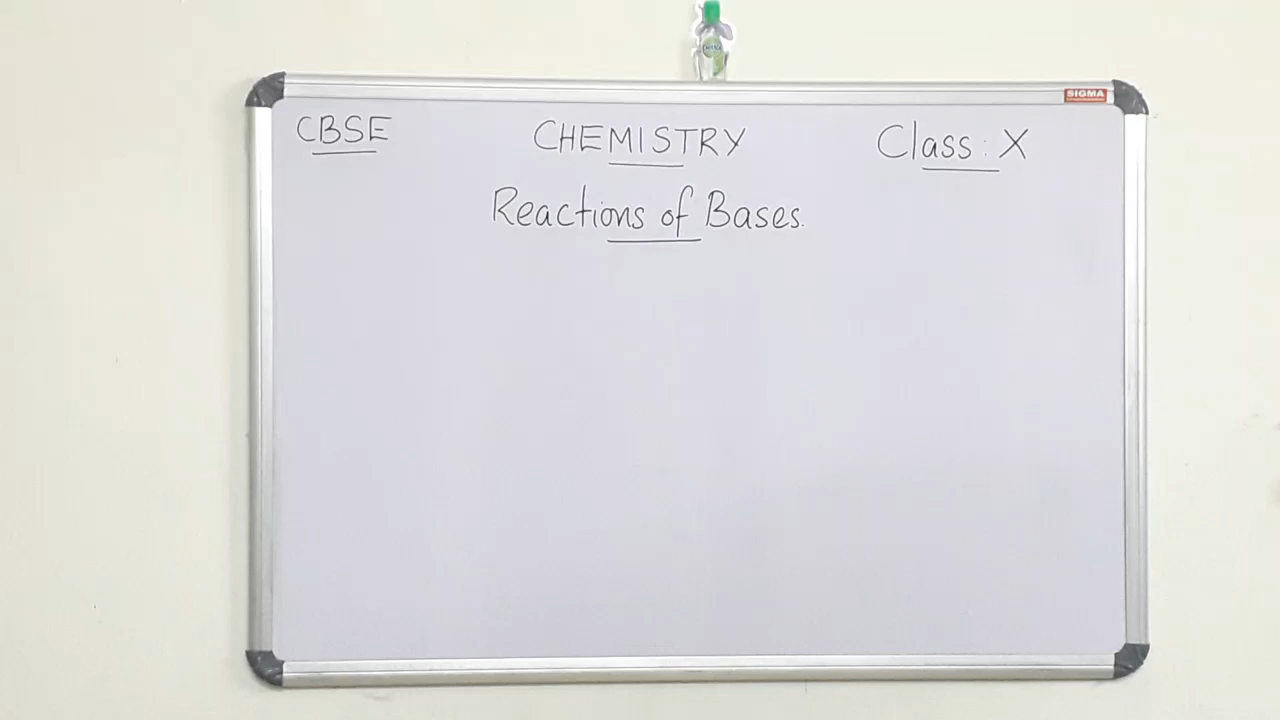 SIGMA
CBSE CHEMISTRY Class : X
Reactions of Bases.